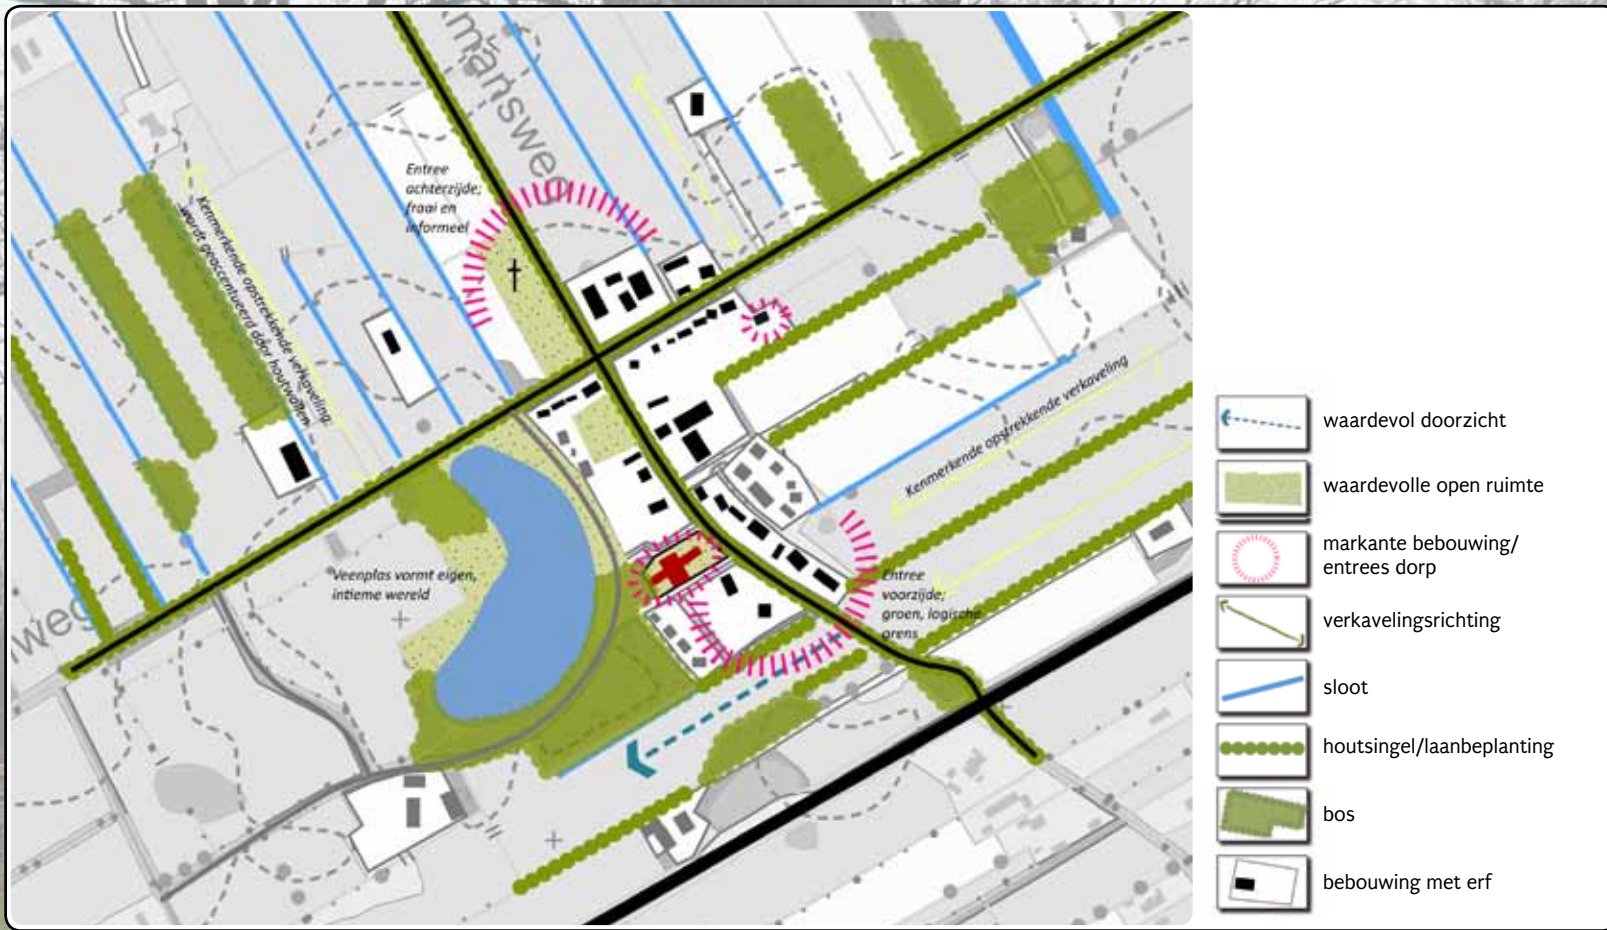 Entree
achterzijde;
fraai en
informeel
Kenmerkende opstrekkende verkaveling,
wordt geaccentueerd door houtwallen
Kenmerkende opstrekkende verkaveling
Veenplas vormt eigen,
intieme wereld
Entree
voorzijde;
groen, logische
grens
waardevol doorzicht
waardevolle open ruimte
markante bebouwing/
entrees dorp
verkavelingsrichting
sloot
houtsingel/laanbeplanting
bos
bebouwing met erf